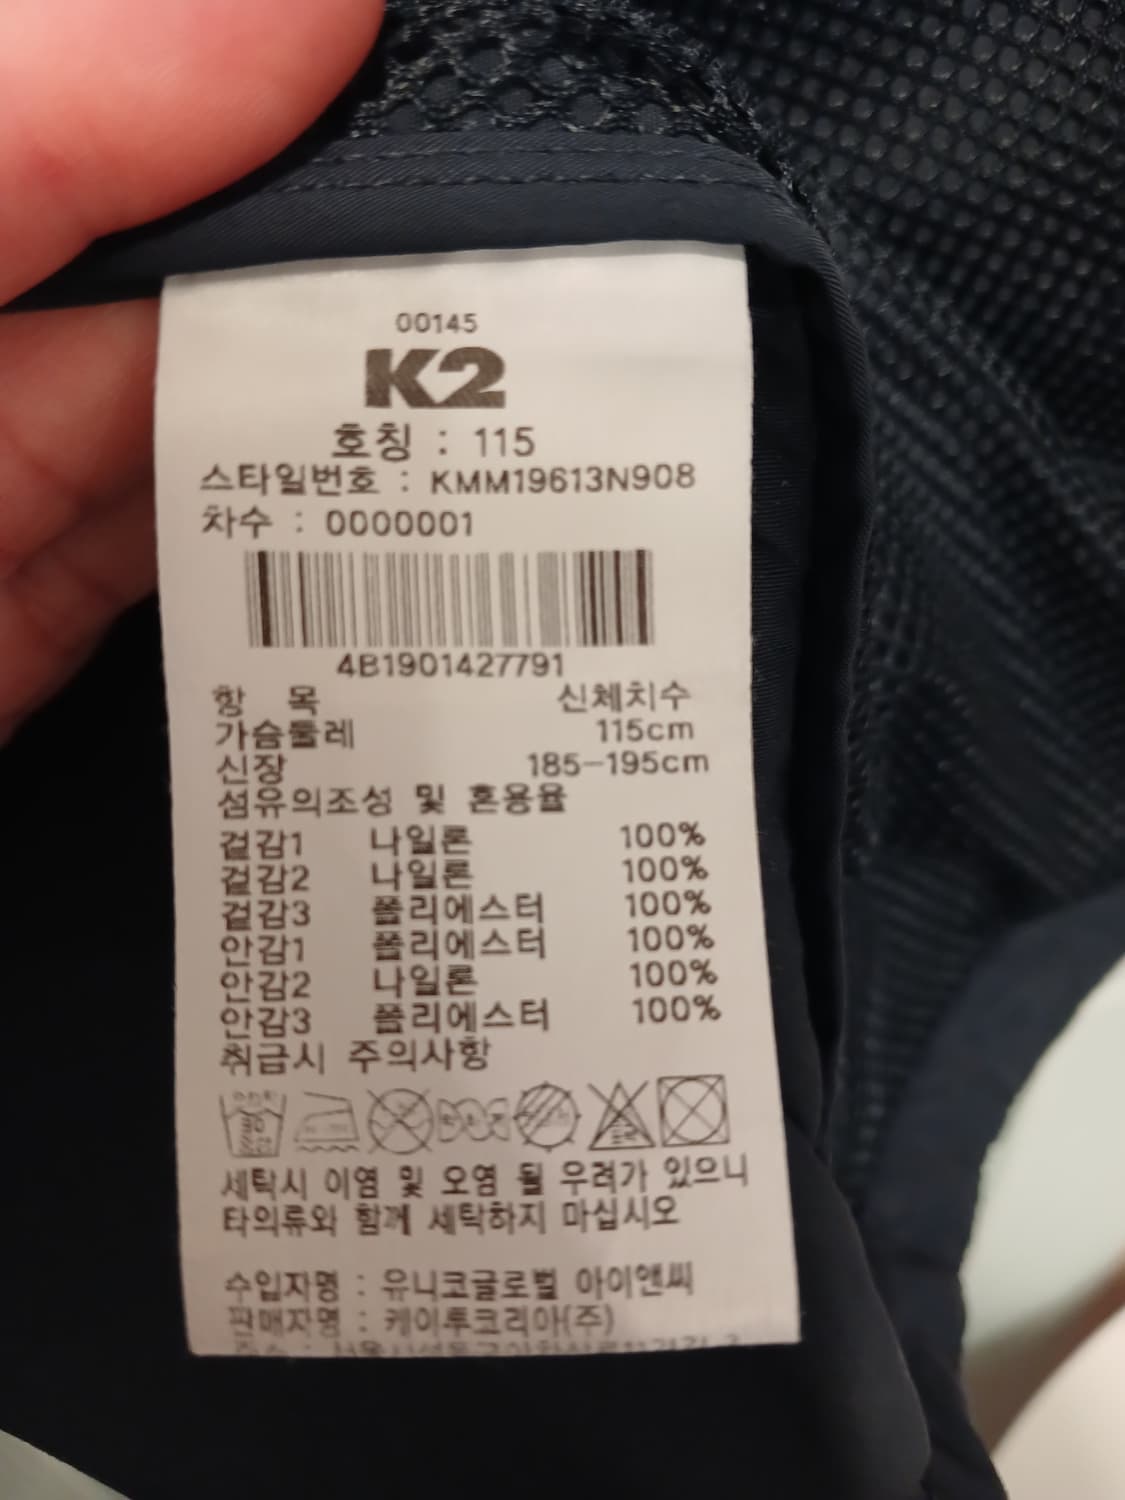 00145
K2
호칭 : 115
스타일번호 : KMM19613N908
차수 : 0000001
4B1901427791
항 목 신체치수
가슴둘레 115cm
신장 185-195cm
섬유의조성 및 혼용율
겉감1 나일론 100%
겉감2 나일론 100%
겉감3 폴리에스터 100%
안감1 폴리에스터 100%
안감2 나일론 100%
안감3 폴리에스터 100%
취급시 주의사항
30
세탁시 이염 및 오염 될 우려가 있으니
타의류와 함께 세탁하지 마십시오
수입자명 : 유니코글로벌 아이앤씨
판매자명 : 케이투코리아(주)